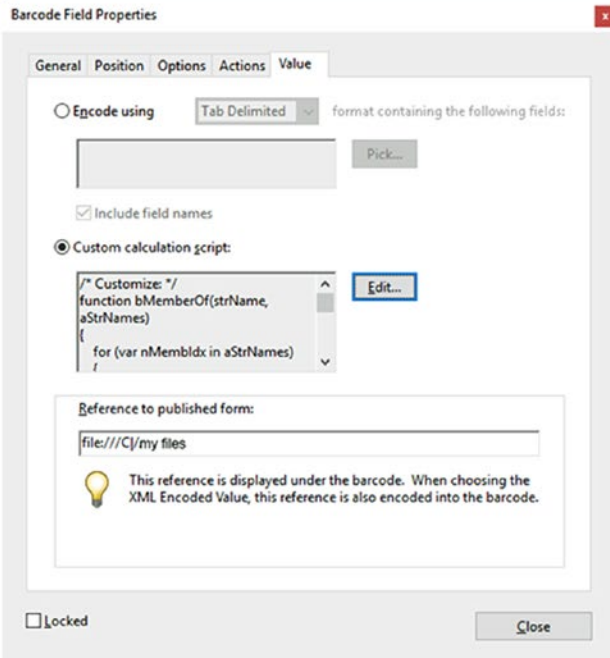 Barcode Field Properties
x
General Position Options Actions Value
Encode using Tab Delimited format containing the following fields:
Pick...
Include field names
Custom calculation script:
/* Customize: */
function bMemberOf(strName,
aStrNames)
{
for (var nMembIdx in aStrNames)
{
Edit...
Reference to published form:
file:///C|/my files
This reference is displayed under the barcode. When choosing the
XML Encoded Value, this reference is also encoded into the barcode.
Locked
Close